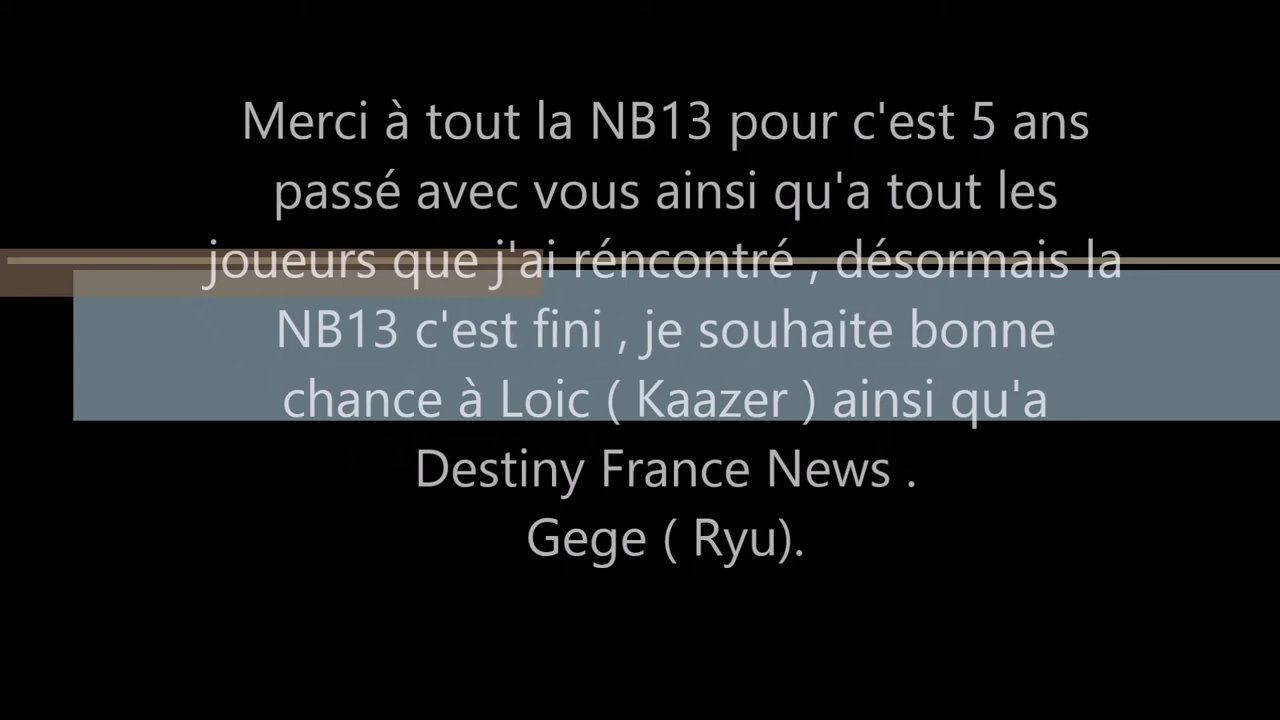 Merci à tout la NB13 pour c'est 5 ans
passé avec vous ainsi qu'a tout les
joueurs que j'ai réncontré , désormais la
NB13 c'est fini , je souhaite bonne
chance à Loic ( Kaazer ) ainsi qu'a
Destiny France News .
Gege ( Ryu).